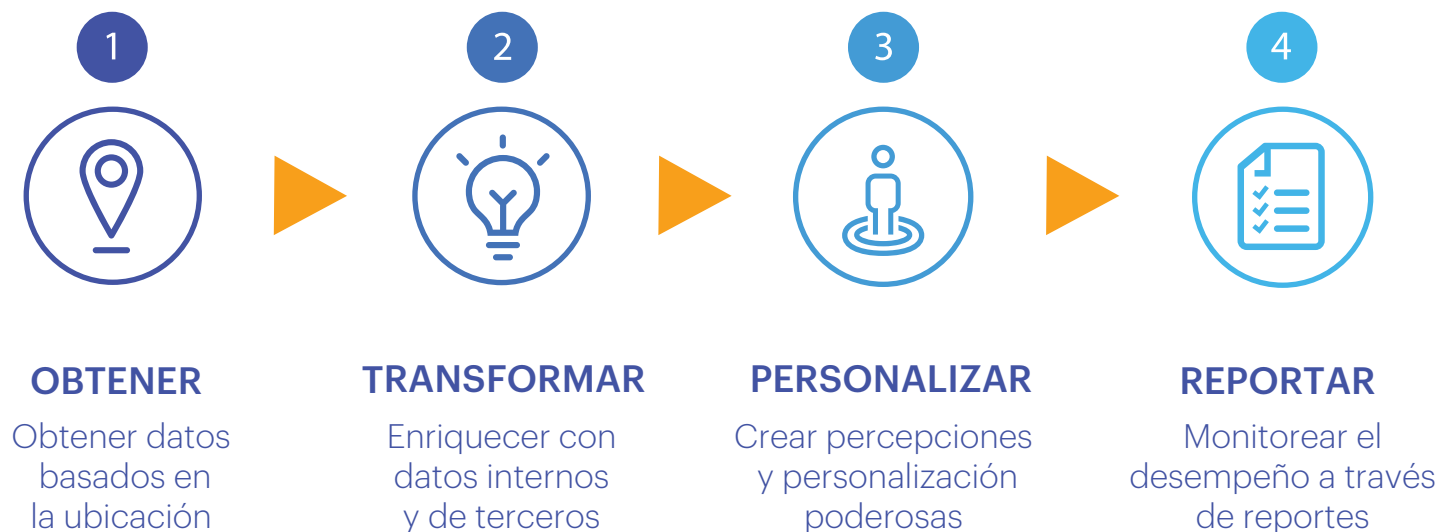 1
2
3
4
OBTENER
Obtener datos
basados en
la ubicación
TRANSFORMAR
Enriquecer con
datos internos
y de terceros
PERSONALIZAR
Crear percepciones
y personalización
poderosas
REPORTAR
Monitorear el
desempeño a través
de reportes